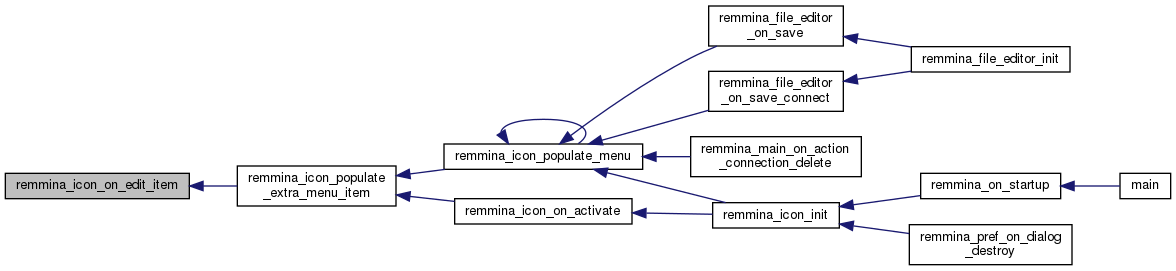 remmina_file_editor
_on_save
remmina_file_editor_init
remmina_file_editor
_on_save_connect
remmina_icon_populate_menu
remmina_main_on_action
_connection_delete
remmina_icon_on_edit_item
remmina_icon_populate
_extra_menu_item
remmina_on_startup
main
remmina_icon_on_activate
remmina_icon_init
remmina_pref_on_dialog
_destroy